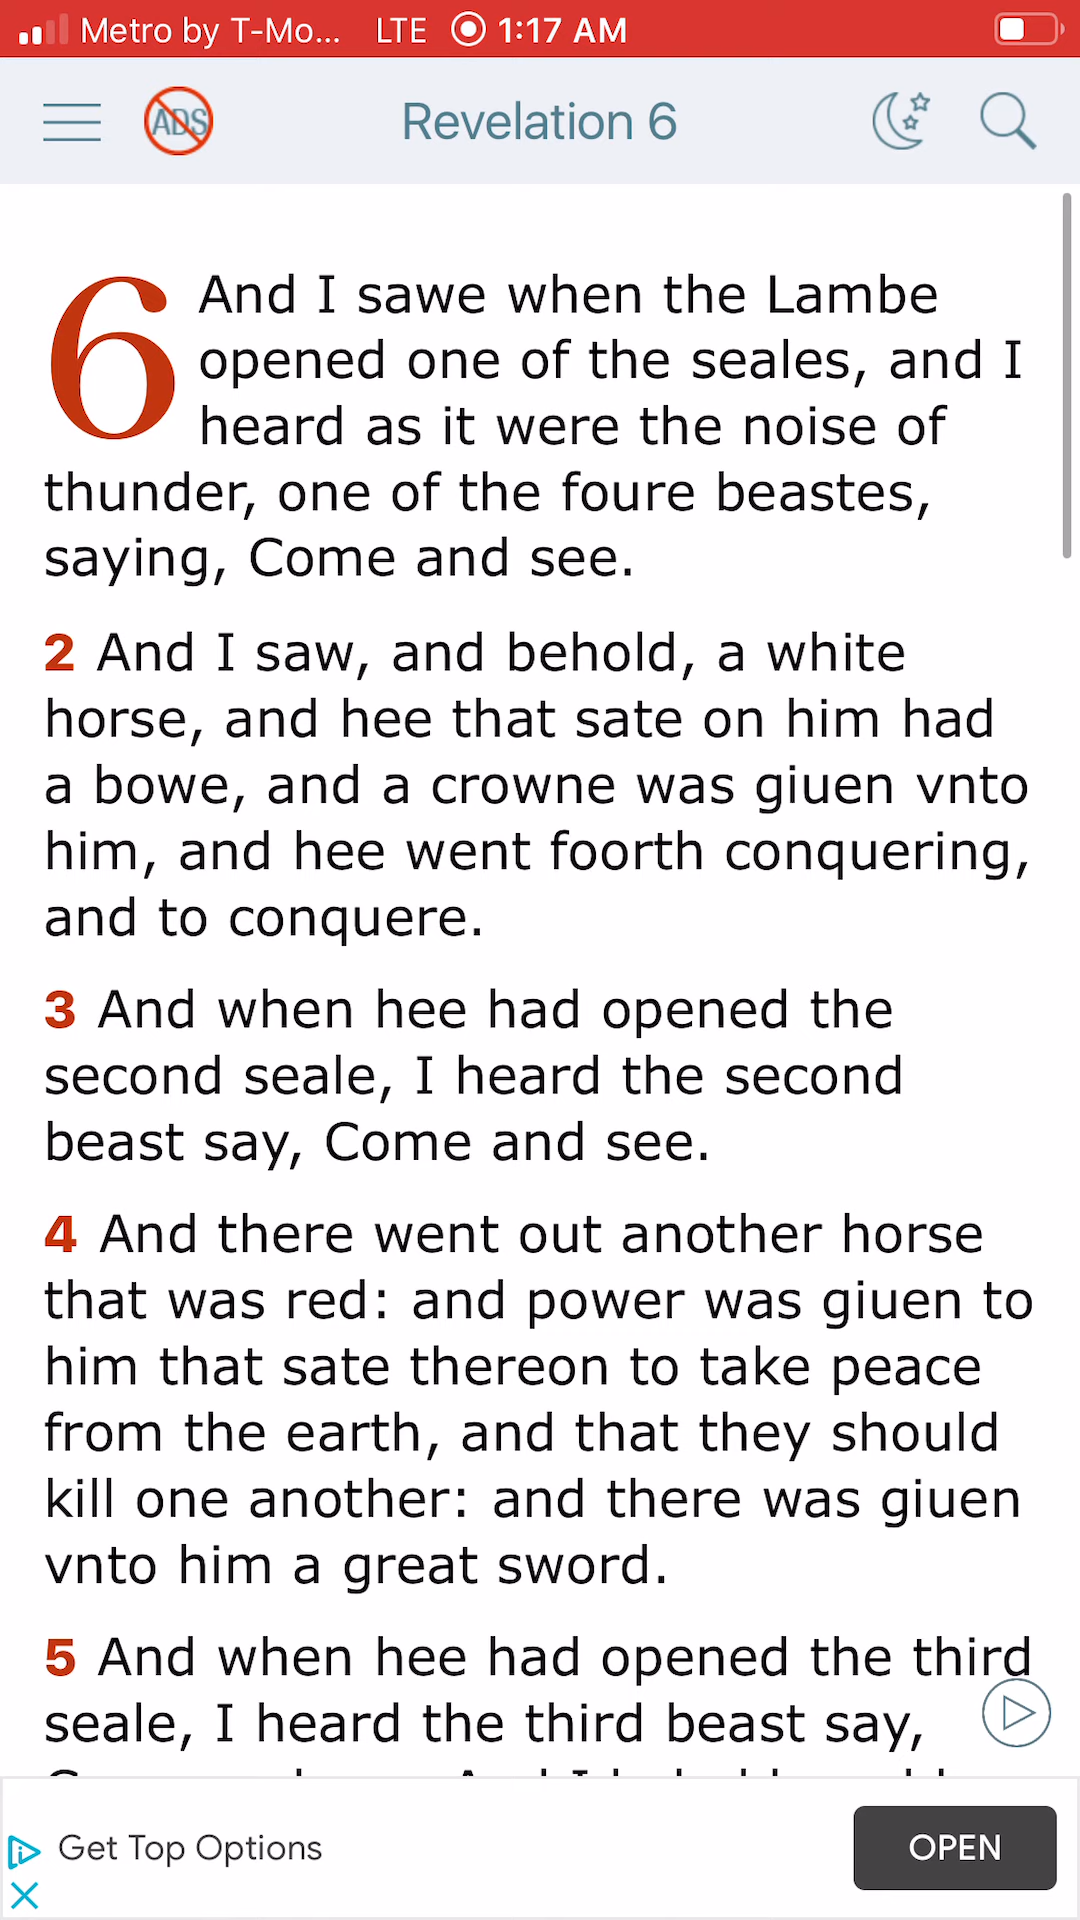 Metro by T-Mo... LTE 1:17 AM
ADS Revelation 6
6 And I sawe when the Lambe
opened one of the seales, and I
heard as it were the noise of
thunder, one of the foure beastes,
saying, Come and see.
2 And I saw, and behold, a white
horse, and hee that sate on him had
a bowe, and a crowne was giuen vnto
him, and hee went foorth conquering,
and to conquere.
3 And when hee had opened the
second seale, I heard the second
beast say, Come and see.
4 And there went out another horse
that was red: and power was giuen to
him that sate thereon to take peace
from the earth, and that they should
kill one another: and there was giuen
vnto him a great sword.
5 And when hee had opened the third
seale, I heard the third beast say,
Get Top Options
OPEN